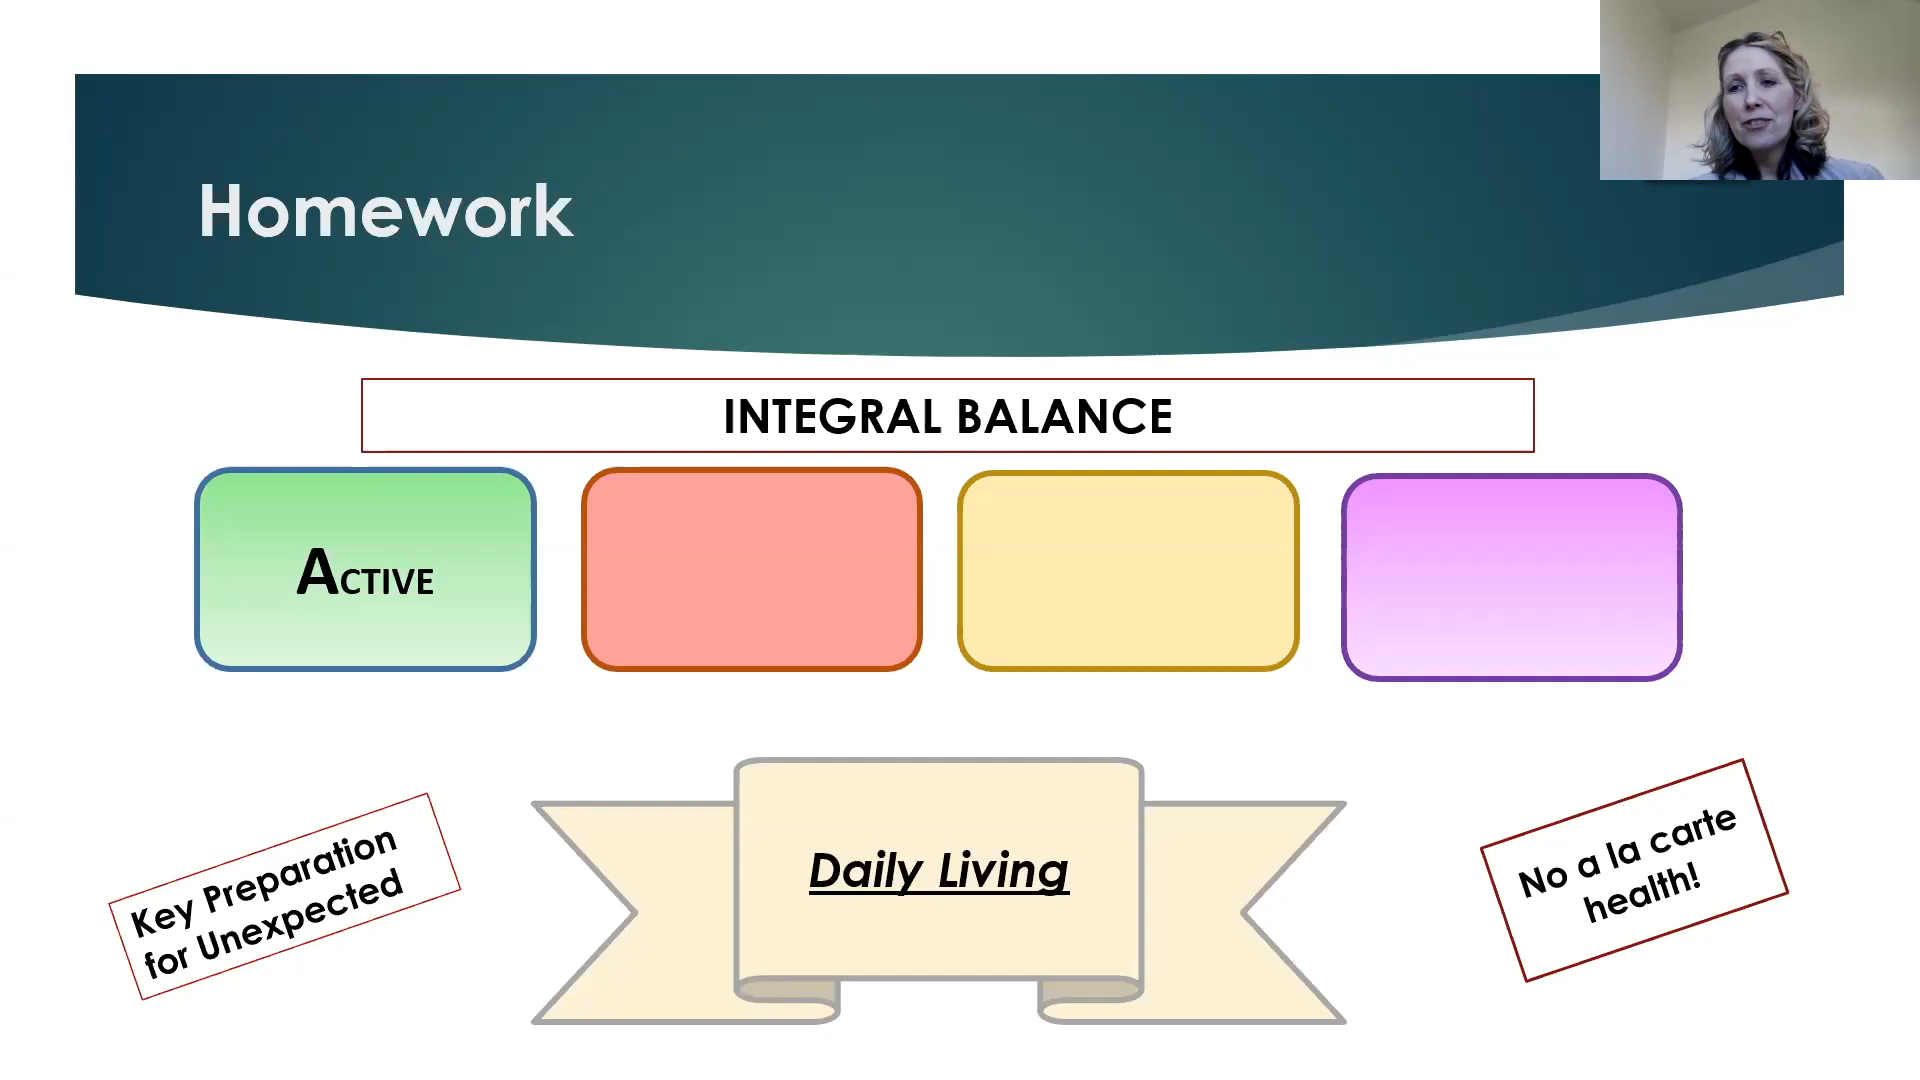 Homework
INTEGRAL BALANCE
ACTIVE
Key Preparation
for Unexpected
Daily Living
No a la carte
health!